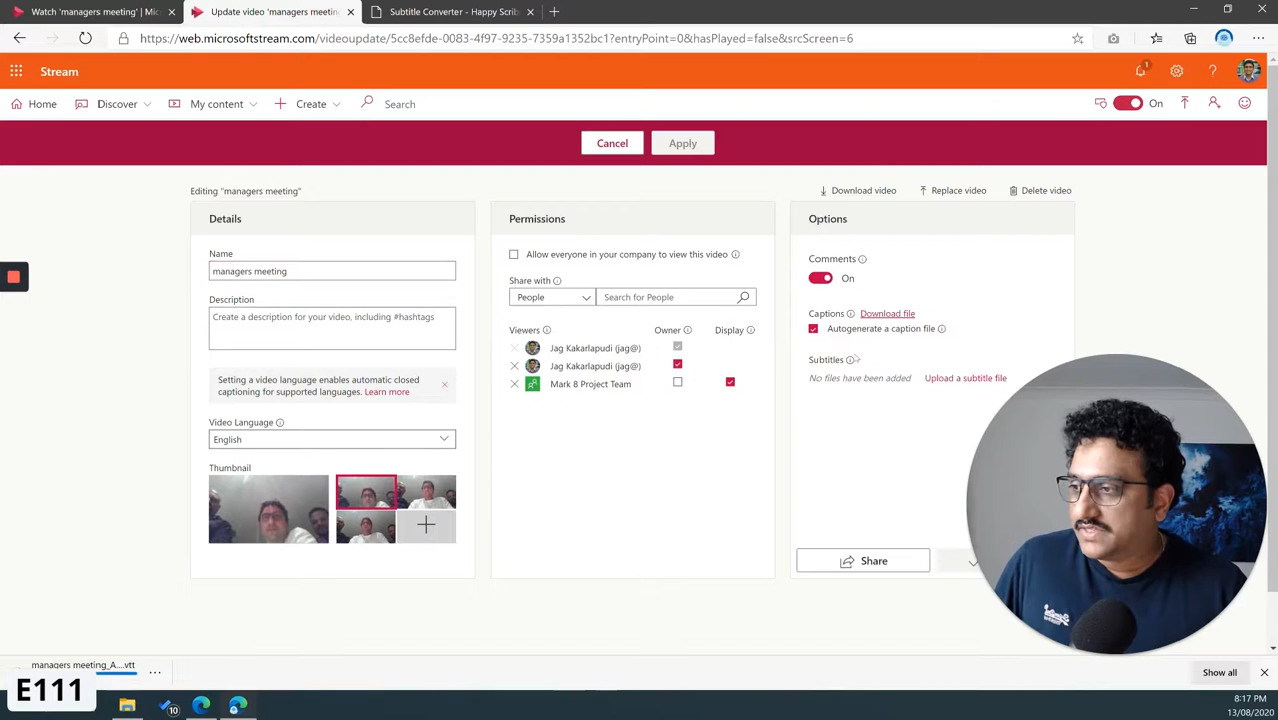 Watch 'managers meeting' | Mic
Update video 'managers meeting'
Subtitle Converter - Happy Scrib
https://web.microsoftstream.com/videoupdate/5cc8efde-0083-4f97-9235-7359a1352bc1?entryPoint=0&hasPlayed=false&srcScreen=6
Stream
1
Home
Discover
My content
Create
Search
On
Cancel
Apply
Editing "managers meeting"
Download video
Replace video
Delete video
Details
Name
managers meeting
Description
Create a description for your video, including #hashtags
Setting a video language enables automatic closed
captioning for supported languages. Learn more
Video Language
English
Thumbnail
Permissions
Allow everyone in your company to view this video
Share with
People
Search for People
Viewers
Owner
Display
Jag Kakarlapudi (jag@)
Jag Kakarlapudi (jag@)
Mark 8 Project Team
Options
Comments
On
Captions Download file
Autogenerate a caption file
Subtitles
No files have been added Upload a subtitle file
Share
managers meeting_A....vtt
Show all
E111
10
8:17 PM
13/08/2020